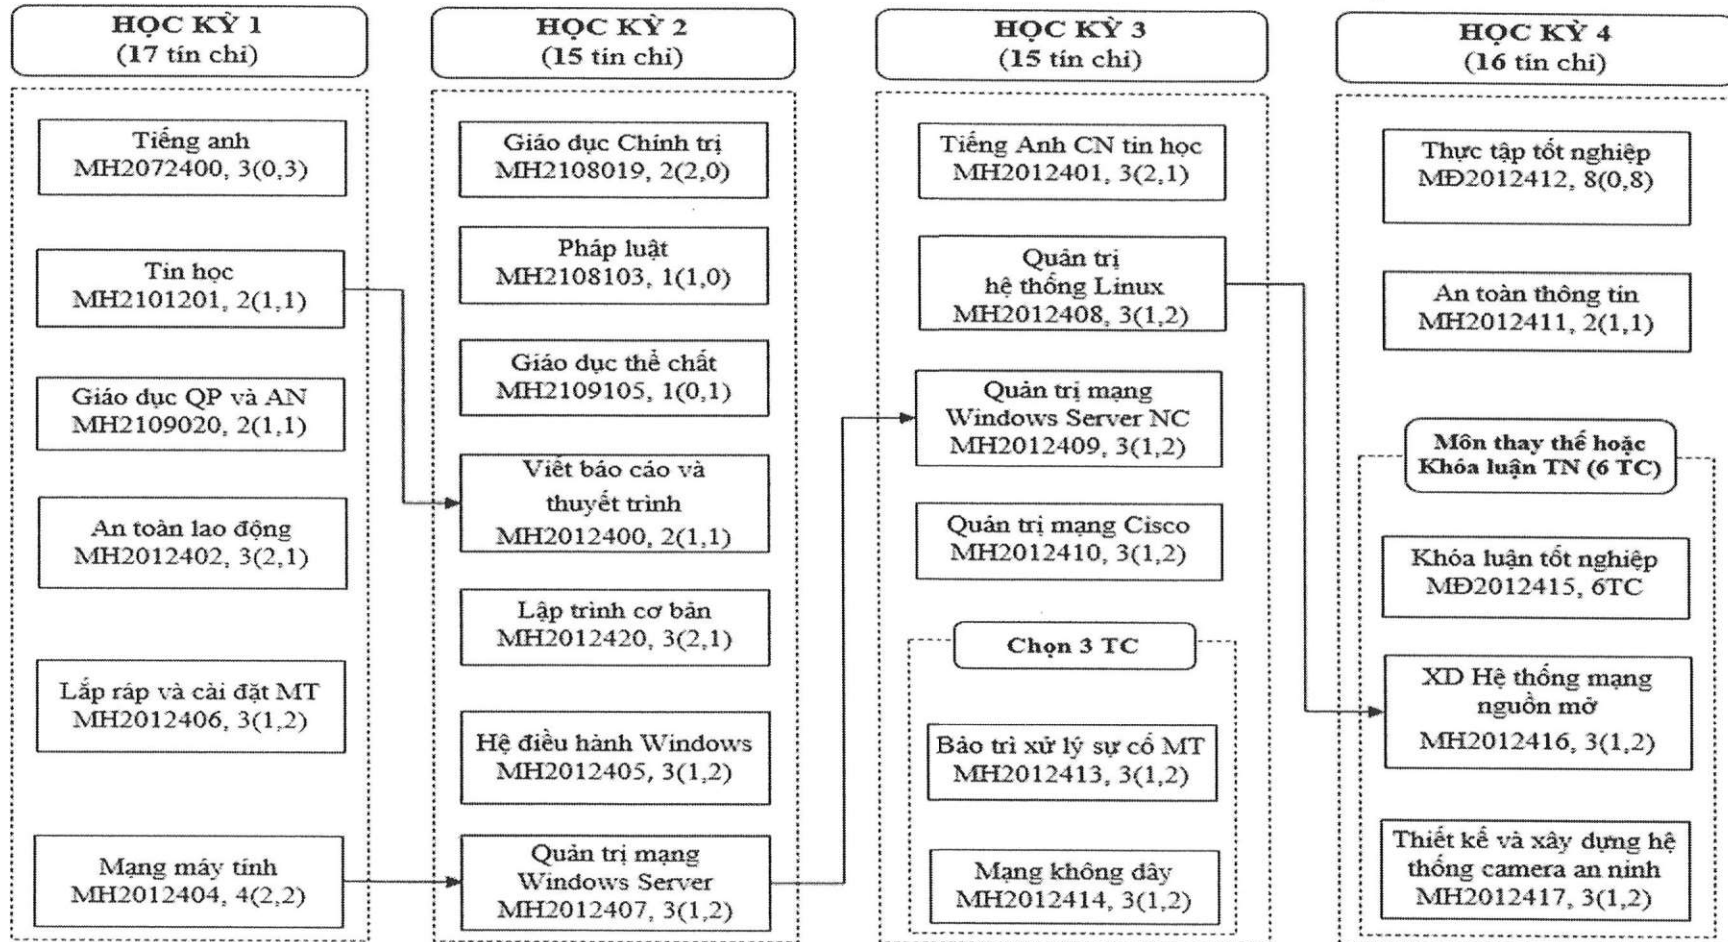 HỌC KỲ 1
(17 tín chỉ)
Tiếng anh
MH2072400, 3(0,3)
Tin học
MH2101201, 2(1,1)
Giáo dục QP và AN
MH2109020, 2(1,1)
An toàn lao động
MH2012402, 3(2,1)
Lắp ráp và cài đặt MT
MH2012406, 3(1,2)
Mạng máy tính
MH2012404, 4(2,2)
HỌC KỲ 2
(15 tín chỉ)
Giáo dục Chính trị
MH2108019, 2(2,0)
Pháp luật
MH2108103, 1(1,0)
Giáo dục thể chất
MH2109105, 1(0,1)
Viết báo cáo và
thuyết trình
MH2012400, 2(1,1)
Lập trình cơ bản
MH2012420, 3(2,1)
Hệ điều hành Windows
MH2012405, 3(1,2)
Quản trị mạng
Windows Server
MH2012407, 3(1,2)
HỌC KỲ 3
(15 tín chỉ)
Tiếng Anh CN tin học
MH2012401, 3(2,1)
Quản trị
hệ thống Linux
MH2012408, 3(1,2)
Quản trị mạng
Windows Server NC
MH2012409, 3(1,2)
Quản trị mạng Cisco
MH2012410, 3(1,2)
Chọn 3 TC
Bảo trì xử lý sự cố MT
MH2012413, 3(1,2)
Mạng không dây
MH2012414, 3(1,2)
HỌC KỲ 4
(16 tín chỉ)
Thực tập tốt nghiệp
MĐ2012412, 8(0,8)
An toàn thông tin
MH2012411, 2(1,1)
Môn thay thế hoặc
Khóa luận TN (6 TC)
Khóa luận tốt nghiệp
MĐ2012415, 6TC
XD Hệ thống mạng
nguồn mở
MH2012416, 3(1,2)
Thiết kế và xây dựng hệ
thống camera an ninh
MH2012417, 3(1,2)